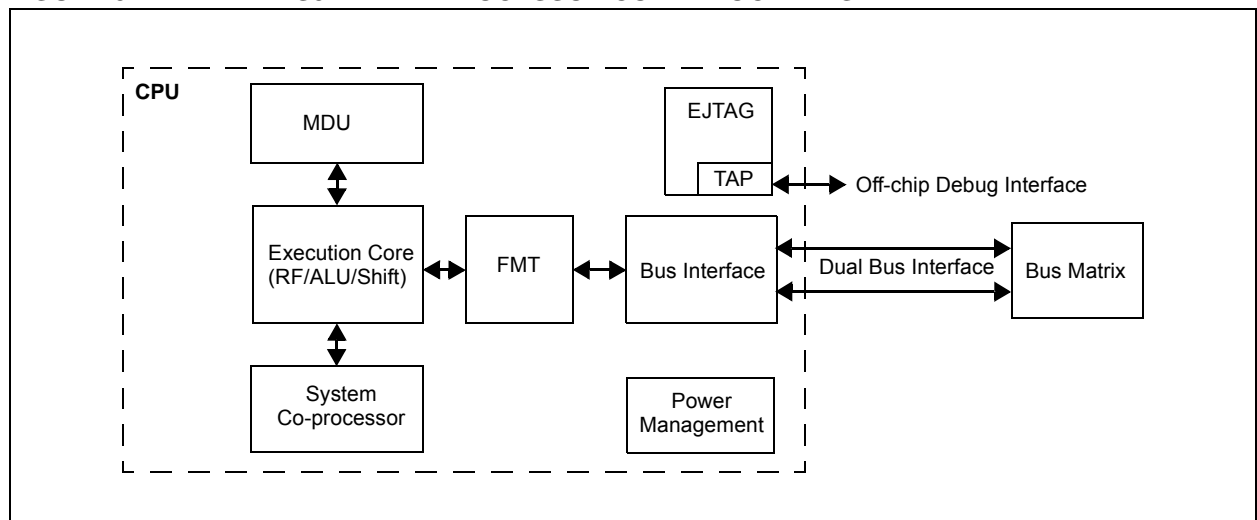 CPU
MDU
EJTAG
TAP
Off-chip Debug Interface
Execution Core
(RF/ALU/Shift)
FMT
Bus Interface
Dual Bus Interface
Bus Matrix
System
Co-processor
Power
Management